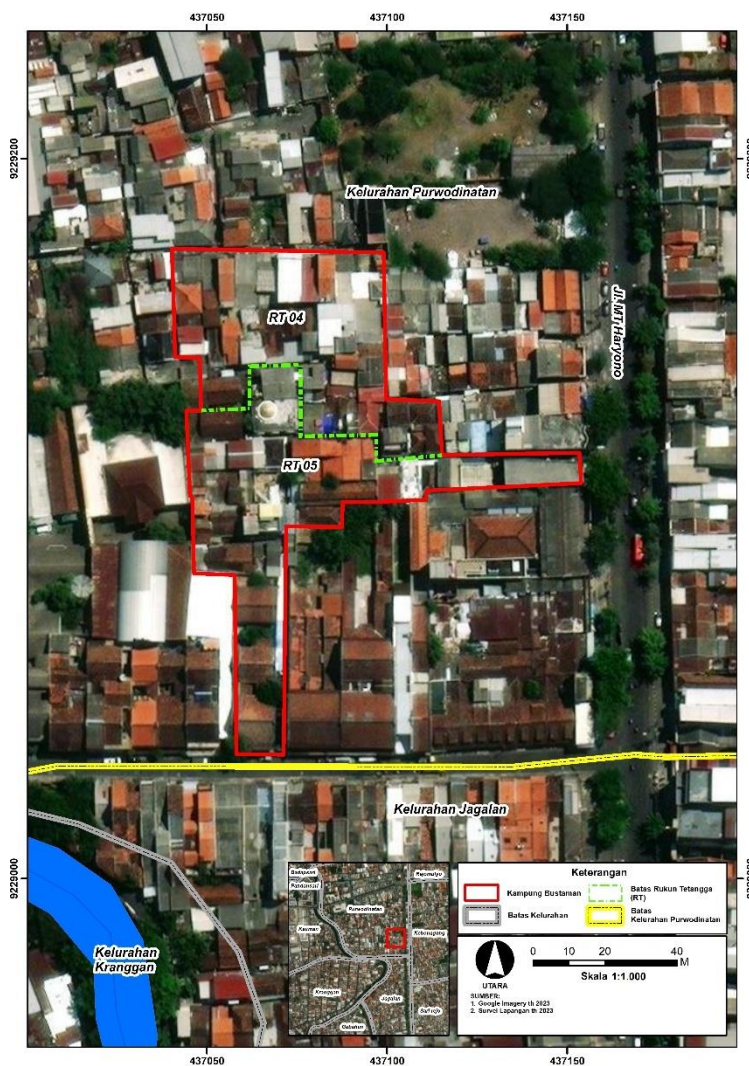 437050 437100 437150
9229200
Kelurahan Purwodinatan
RT 04
Jl. MT Haryono
RT 05
Kelurahan Jagalan
9229000
Kelurahan
Kranggan
Purwodinatan
Kauman
Kranggan
Jagalan
Gabahan
Keterangan
Kampung Bustaman
Batas Rukun Tetangga
(RT)
Batas Kelurahan
Batas
Kelurahan Purwodinatan
UTARA
0 10 20 40
M
Skala 1:1.000
SUMBER:
1. Google Imagery th 2023
2. Survei Lapangan th 2023
437050 437100 437150